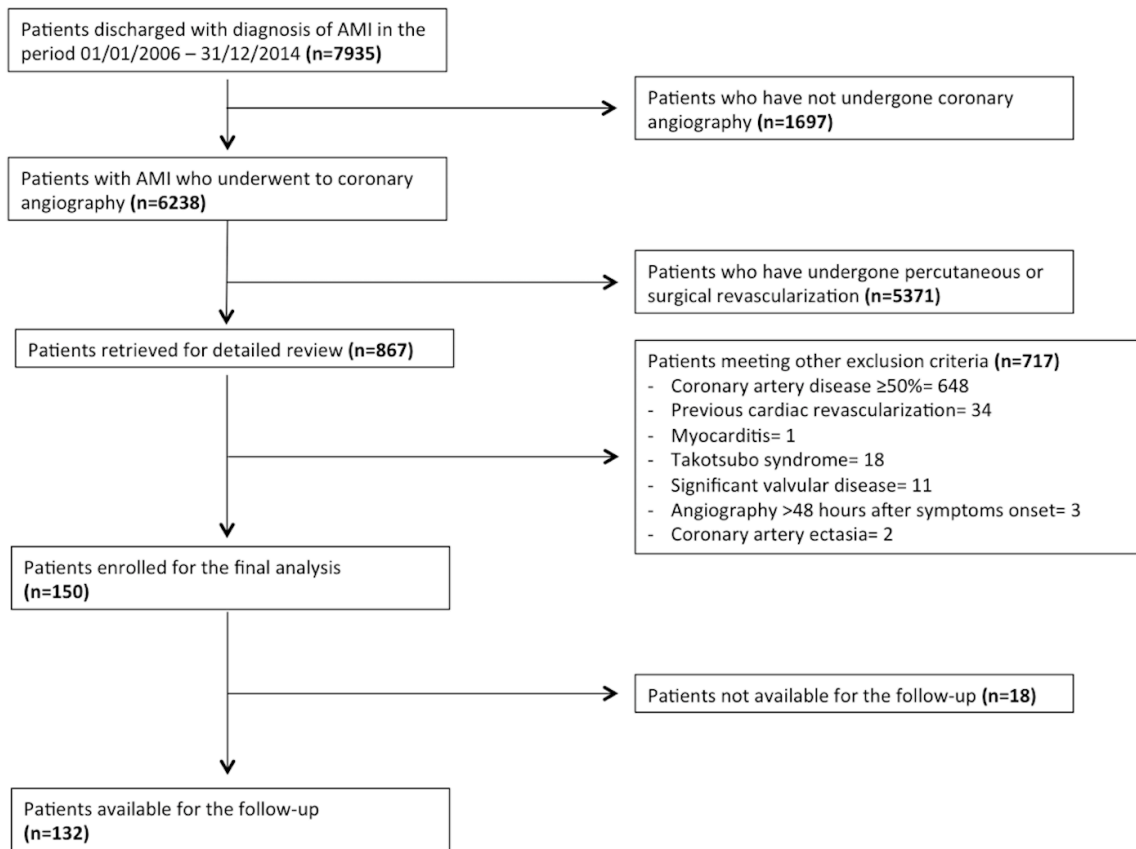 Patients discharged with diagnosis of AMI in the
period 01/01/2006 – 31/12/2014 (n=7935)
Patients who have not undergone coronary
angiography (n=1697)
Patients with AMI who underwent to coronary
angiography (n=6238)
Patients who have undergone percutaneous or
surgical revascularization (n=5371)
Patients retrieved for detailed review (n=867)
Patients meeting other exclusion criteria (n=717)
- Coronary artery disease ≥50%= 648
- Previous cardiac revascularization= 34
- Myocarditis= 1
- Takotsubo syndrome= 18
- Significant valvular disease= 11
- Angiography >48 hours after symptoms onset= 3
- Coronary artery ectasia= 2
Patients enrolled for the final analysis
(n=150)
Patients not available for the follow-up (n=18)
Patients available for the follow-up
(n=132)